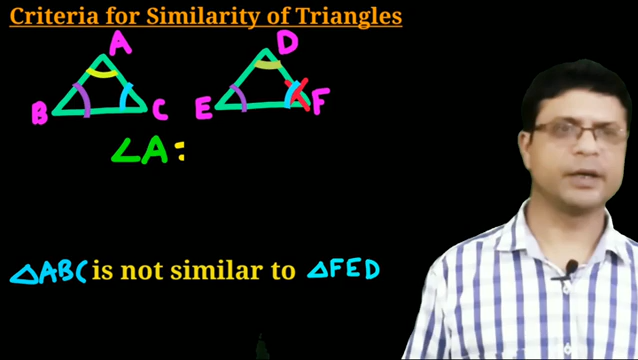 Criteria for Similarity of Triangles
A D
B C E F
∠A =
△ABC is not similar to △FED